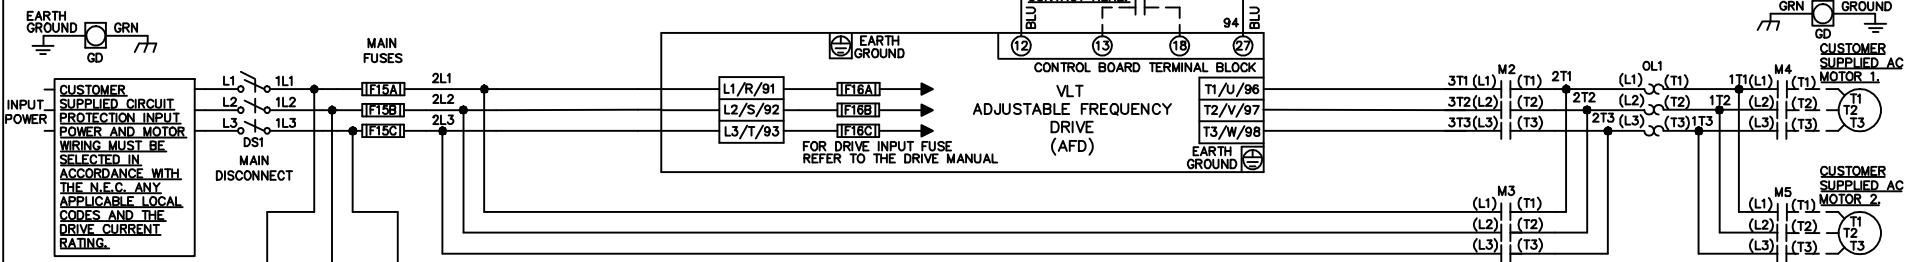 EARTH
GROUND
GRN
GD
MAIN
FUSES
INPUT
POWER
CUSTOMER
SUPPLIED CIRCUIT
PROTECTION INPUT
POWER AND MOTOR
WIRING MUST BE
SELECTED IN
ACCORDANCE WITH
THE N.E.C. ANY
APPLICABLE LOCAL
CODES AND THE
DRIVE CURRENT
RATING.
L1 1L1
L2 1L2
L3 1L3
DS1
MAIN
DISCONNECT
F15A
F15B
F15C
2L1
2L2
2L3
BLU
94
BLU
EARTH
GROUND
12
13
18
27
CONTROL BOARD TERMINAL BLOCK
L1/R/91
L2/S/92
L3/T/93
F16A
F16B
F16C
FOR DRIVE INPUT FUSE
REFER TO THE DRIVE MANUAL
VLT
ADJUSTABLE FREQUENCY
DRIVE
(AFD)
T1/U/96
T2/V/97
T3/W/98
EARTH
GROUND
M2
3T1 (L1) (T1) 2T1
3T2 (L2) (T2) 2T2
3T3 (L3) (T3) 2T3
OL1
(L1) (T1) 1T1
(L2) (T2) 1T2
(L3) (T3) 1T3
M4
(L1) (T1)
(L2) (T2)
(L3) (T3)
GRN
GROUND
GD
CUSTOMER
SUPPLIED AC
MOTOR 1.
T1
T2
T3
M3
(L1) (T1)
(L2) (T2)
(L3) (T3)
M5
(L1) (T1)
(L2) (T2)
(L3) (T3)
CUSTOMER
SUPPLIED AC
MOTOR 2.
T1
T2
T3